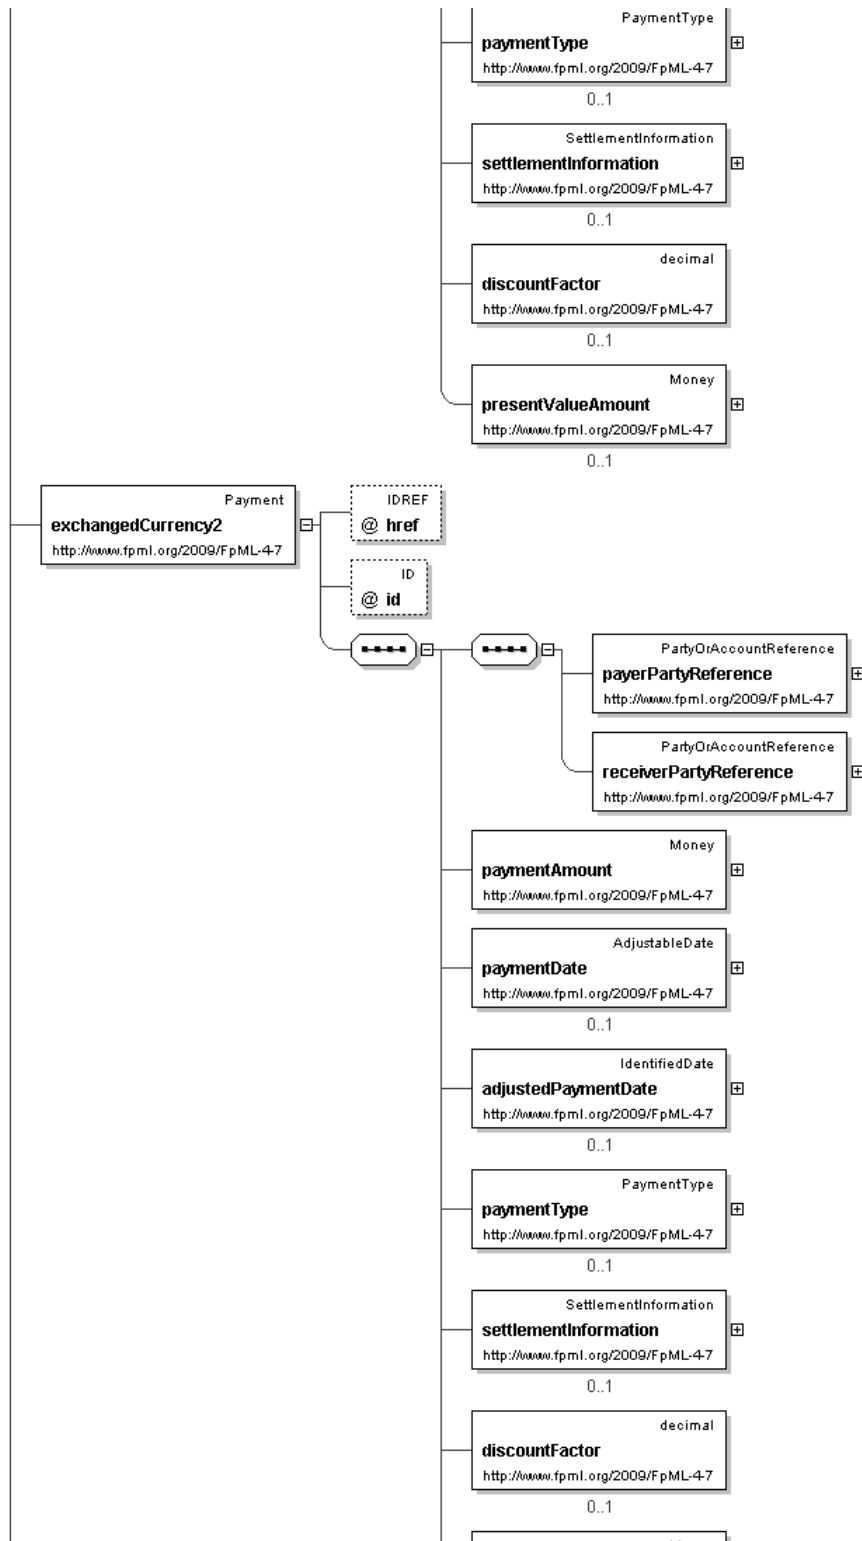 PaymentType
paymentType
http://www.fpml.org/2009/FpML-4-7
0..1
SettlementInformation
settlementInformation
http://www.fpml.org/2009/FpML-4-7
0..1
decimal
discountFactor
http://www.fpml.org/2009/FpML-4-7
0..1
Money
presentValueAmount
http://www.fpml.org/2009/FpML-4-7
0..1
Payment
exchangedCurrency2
http://www.fpml.org/2009/FpML-4-7
IDREF
@ href
ID
@ id
PartyOrAccountReference
payerPartyReference
http://www.fpml.org/2009/FpML-4-7
PartyOrAccountReference
receiverPartyReference
http://www.fpml.org/2009/FpML-4-7
Money
paymentAmount
http://www.fpml.org/2009/FpML-4-7
AdjustableDate
paymentDate
http://www.fpml.org/2009/FpML-4-7
0..1
IdentifiedDate
adjustedPaymentDate
http://www.fpml.org/2009/FpML-4-7
0..1
PaymentType
paymentType
http://www.fpml.org/2009/FpML-4-7
0..1
SettlementInformation
settlementInformation
http://www.fpml.org/2009/FpML-4-7
0..1
decimal
discountFactor
http://www.fpml.org/2009/FpML-4-7
0..1